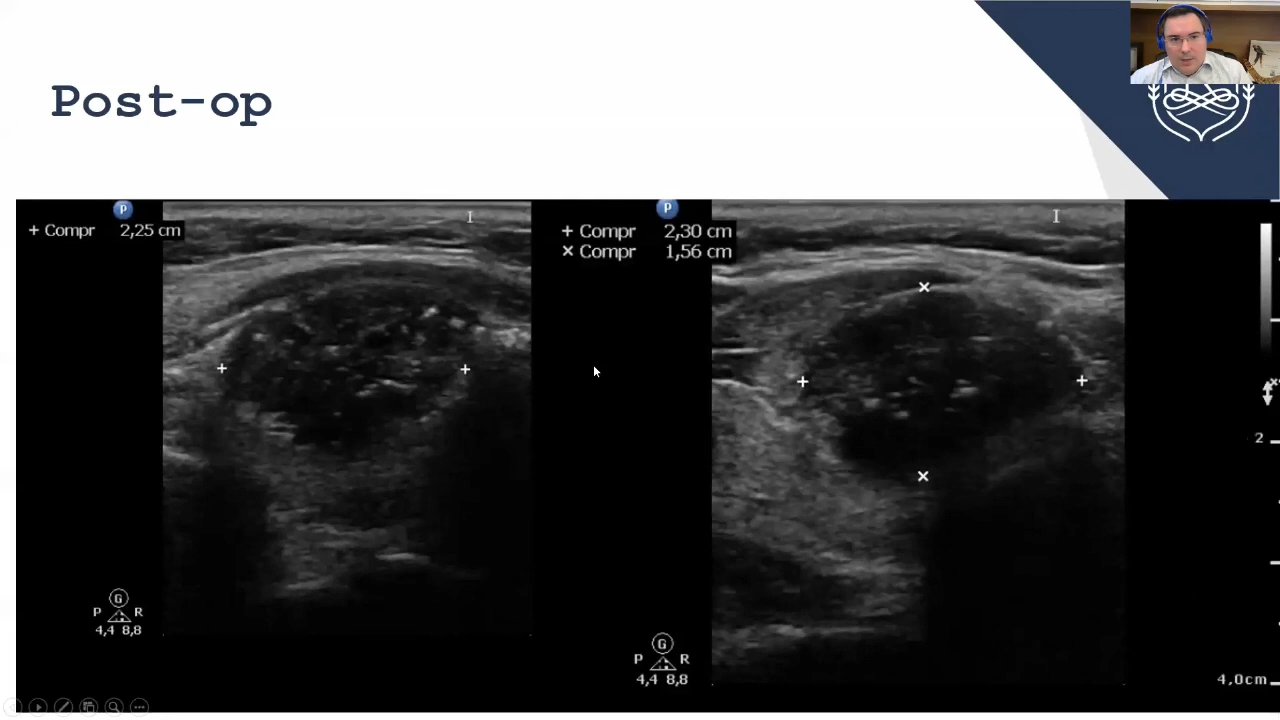 Post-op
P
+ Compr 2,25 cm
I
P
+ Compr 2,30 cm
× Compr 1,56 cm
I
2
G
P R
4,4 8,8
G
P R
4,4 8,8
4,0cm